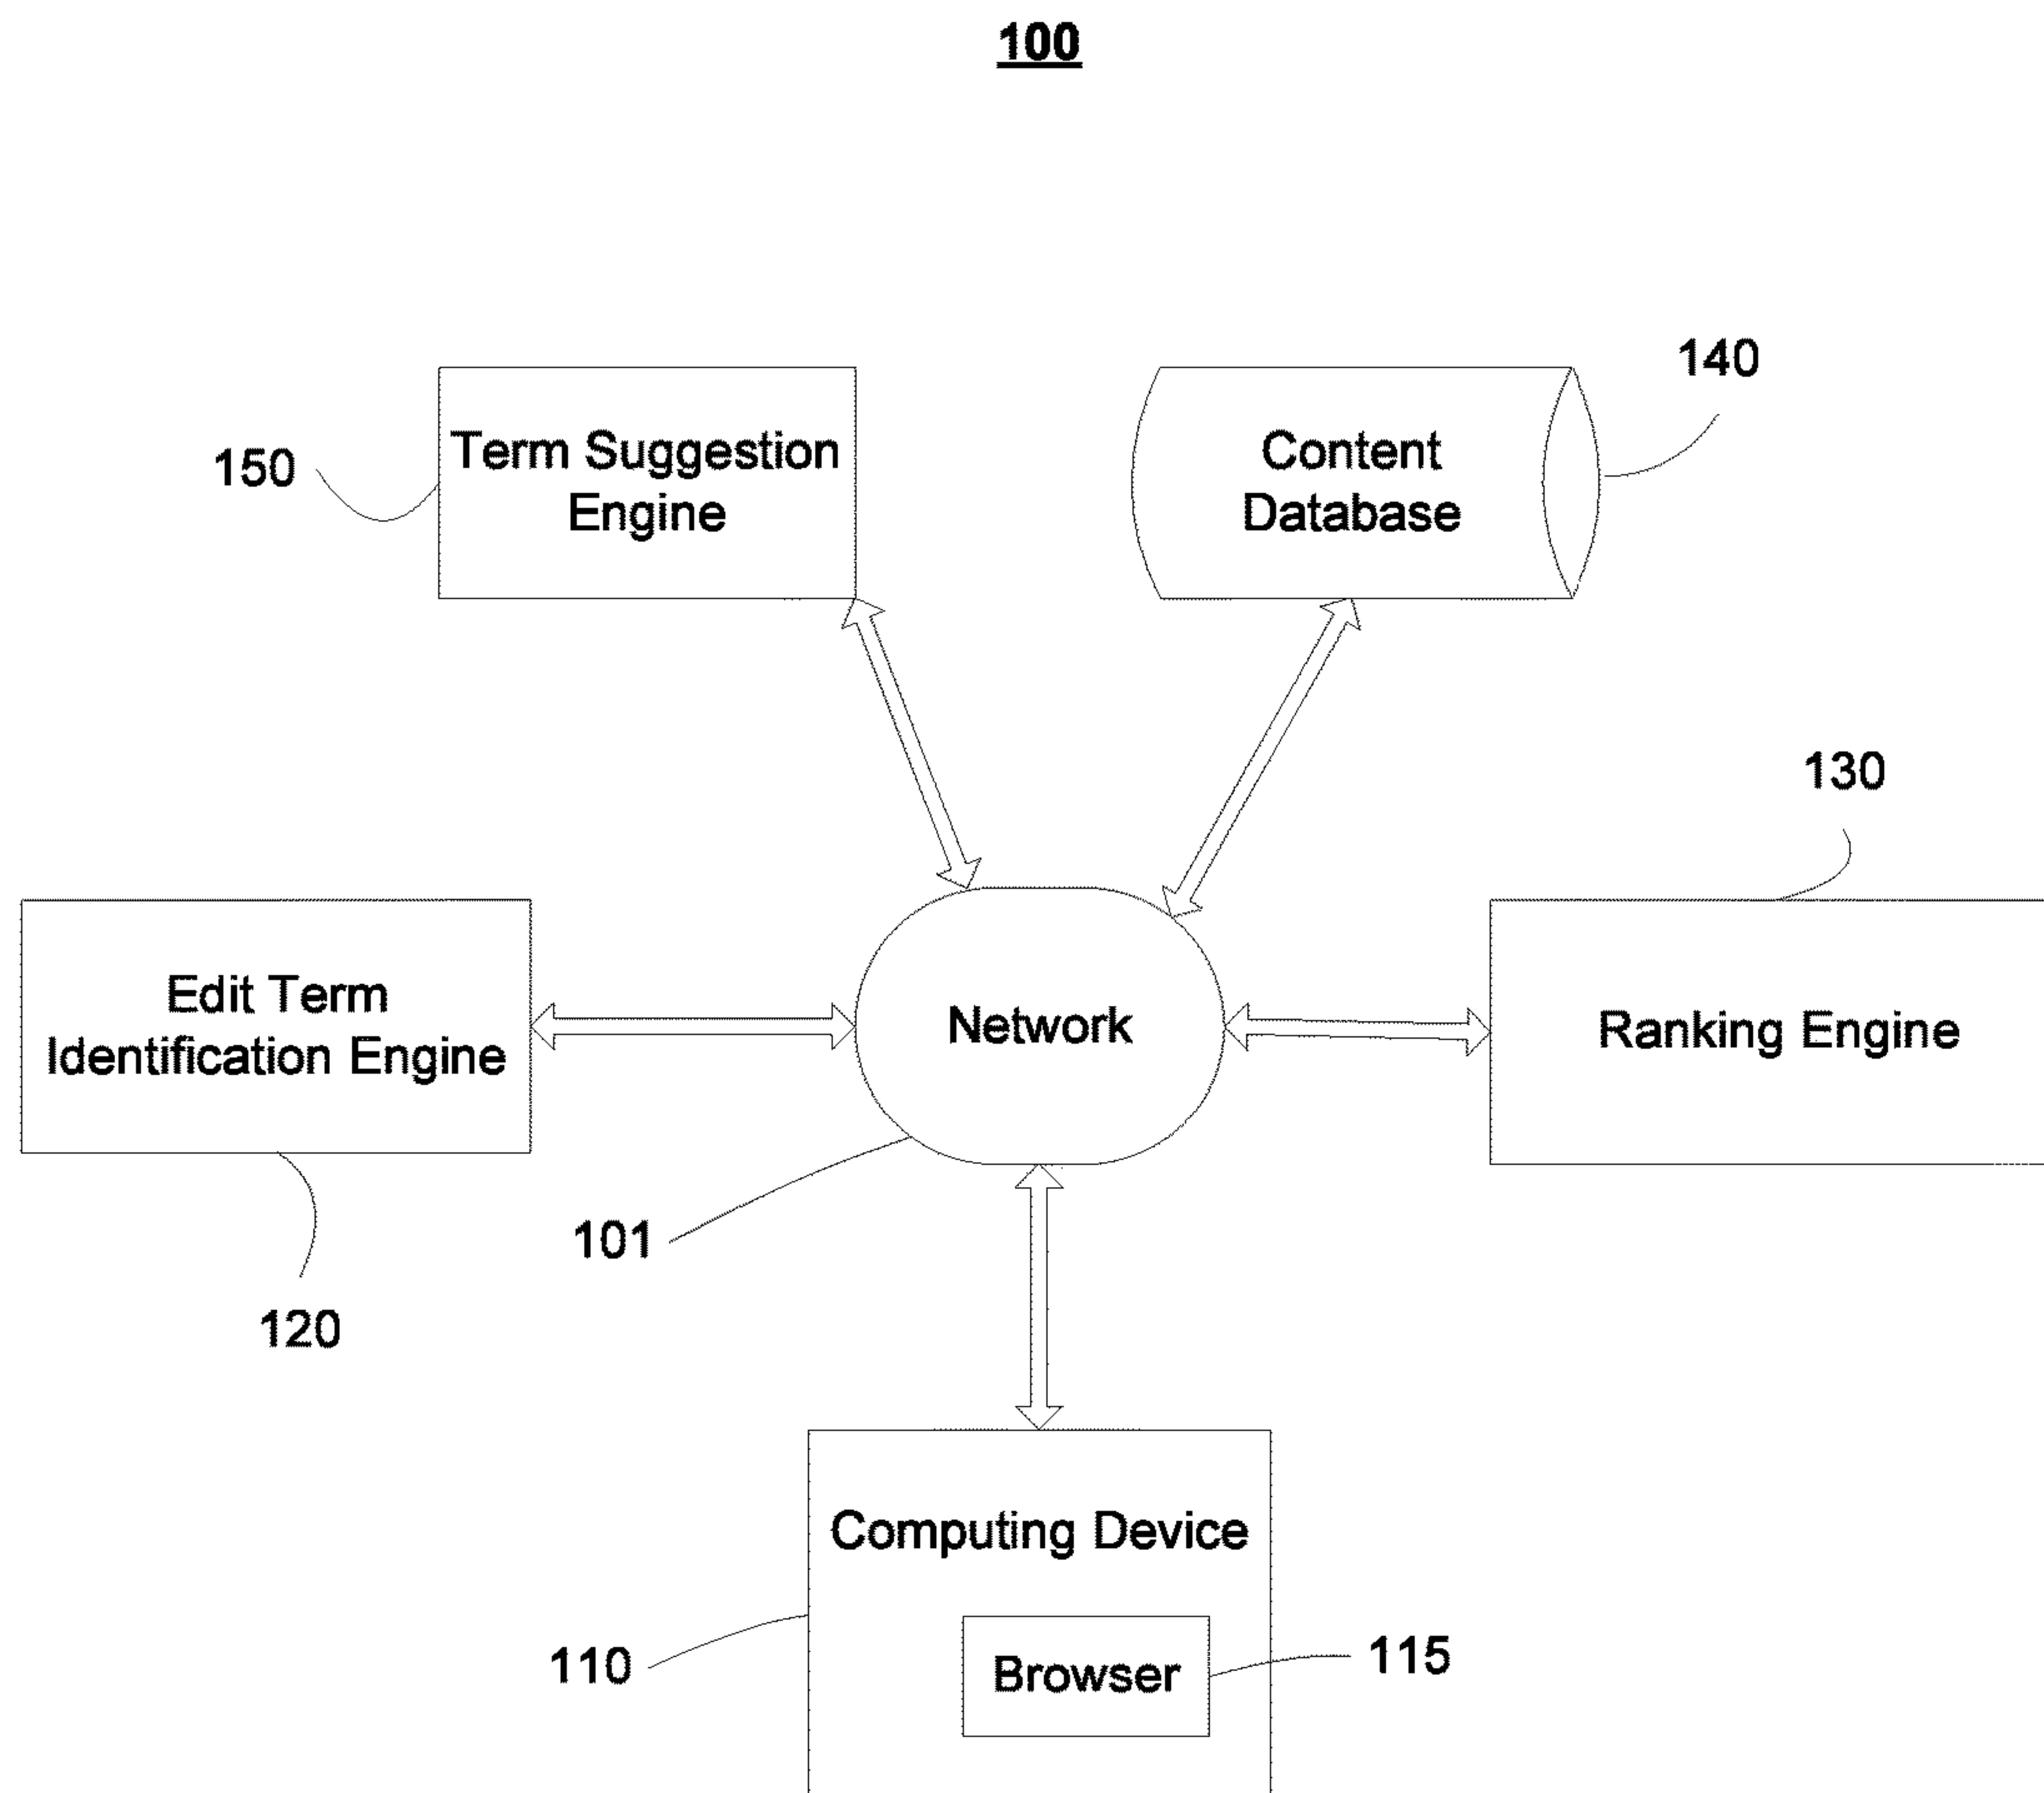 100
140
150
Term Suggestion
Engine
Content
Database
130
Edit Term
Identification Engine
Network
Ranking Engine
101
120
Computing Device
110
Browser
115